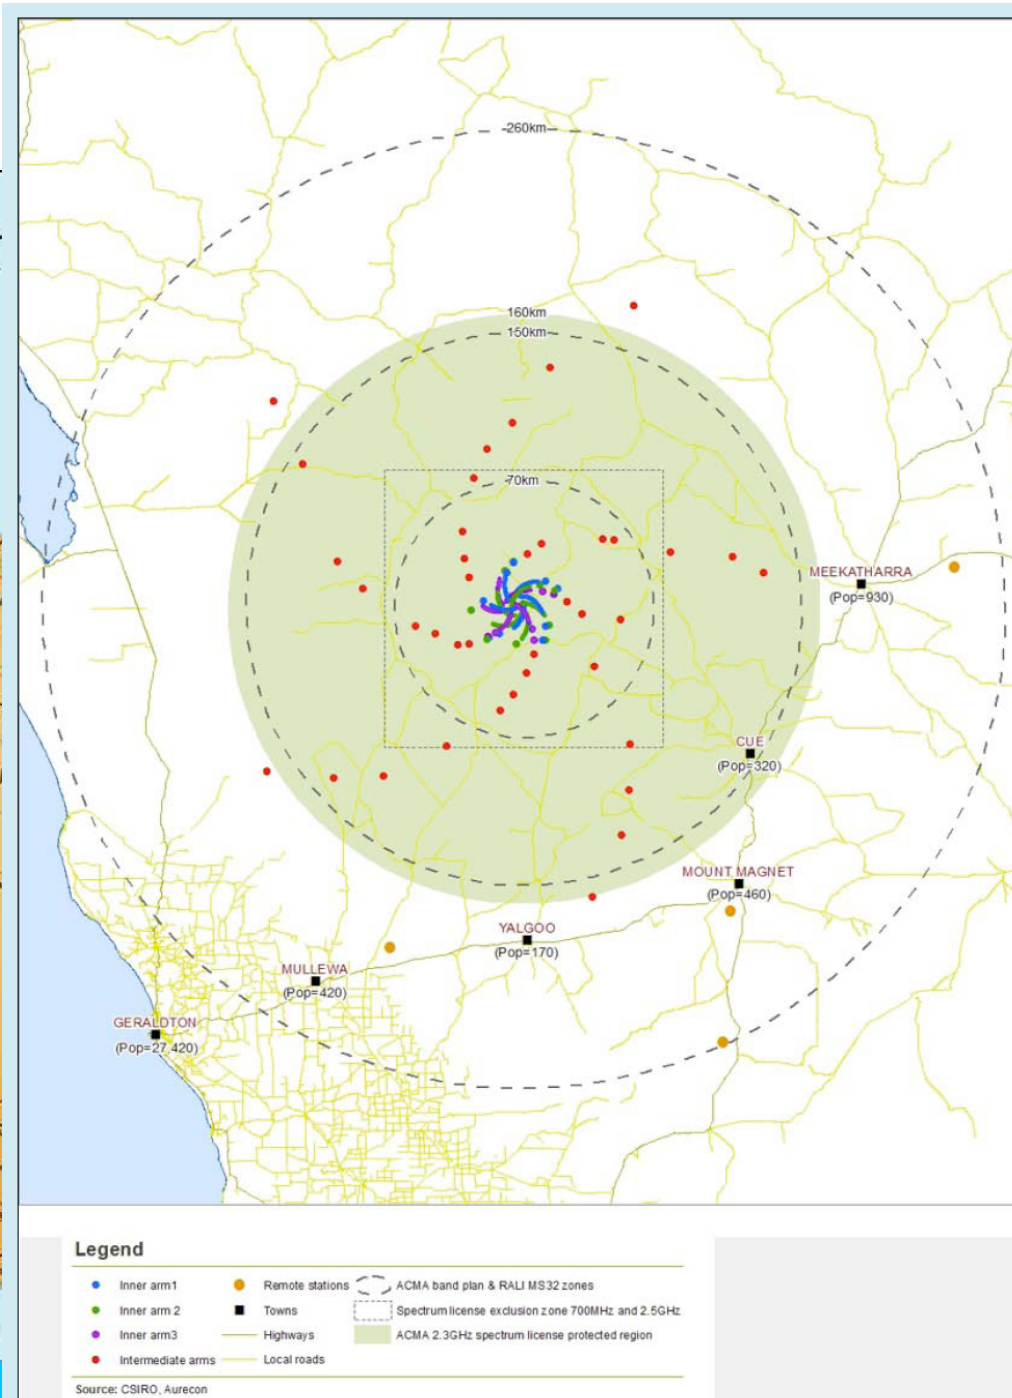 260km
160km
150km
70km
MEEKATHARRA
(Pop=930)
CUE
(Pop=320)
MOUNT MAGNET
(Pop=460)
YALGOO
(Pop=170)
MULLEWA
(Pop=420)
GERALDTON
(Pop=27,420)
Legend
Inner arm1
Remote stations
ACMA band plan & RALI MS32 zones
Inner arm 2
Towns
Spectrum license exclusion zone 700MHz and 2.5GHz
Inner arm3
Highways
ACMA 2.3GHz spectrum license protected region
Intermediate arms
Local roads
Source: CSIRO, Aurecon